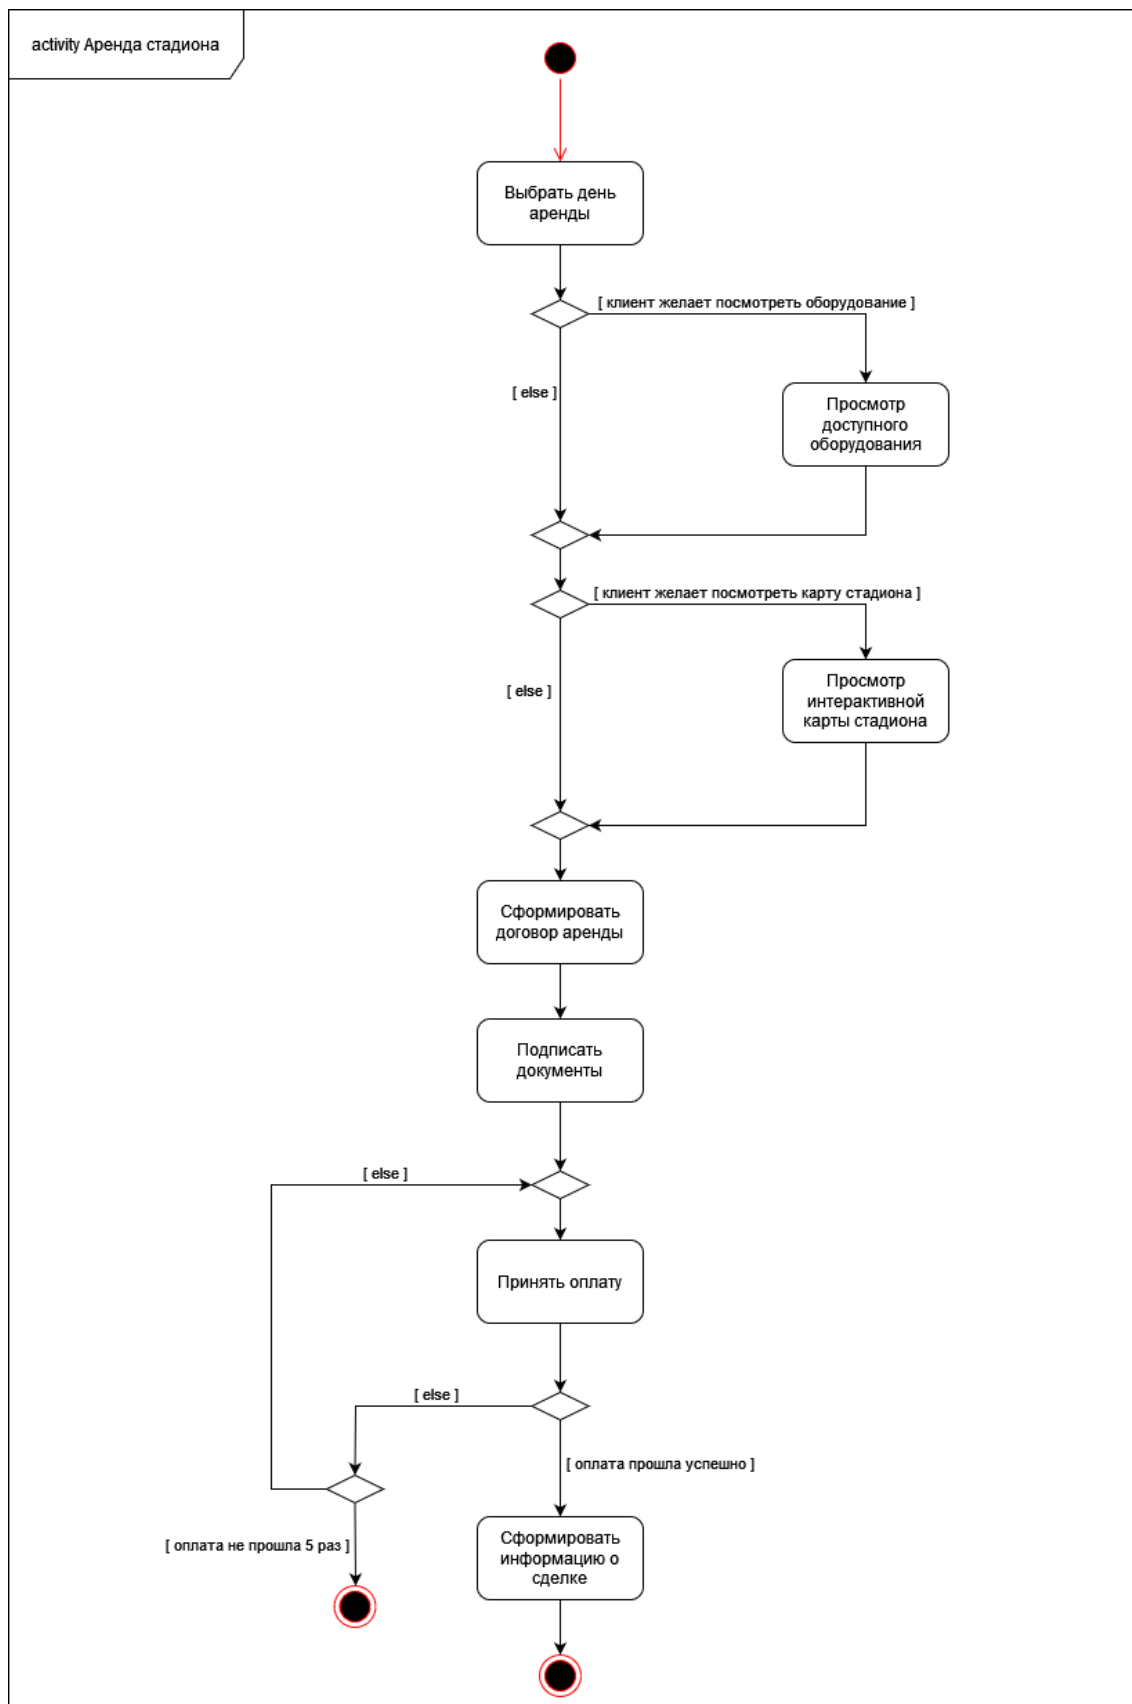 activity Аренда стадиона
Выбрать день
аренды
[ клиент желает посмотреть оборудование ]
[ else ]
Просмотр
доступного
оборудования
[ клиент желает посмотреть карту стадиона ]
[ else ]
Просмотр
интерактивной
карты стадиона
Сформировать
договор аренды
Подписать
документы
[ else ]
Принять оплату
[ else ]
[ оплата прошла успешно ]
[ оплата не прошла 5 раз ]
Сформировать
информацию о
сделке